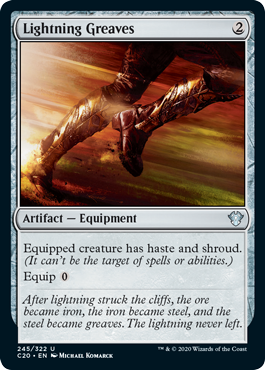 Lightning Greaves 2
Artifact — Equipment
Equipped creature has haste and shroud.
(It can't be the target of spells or abilities.)
Equip 0
After lightning struck the cliffs, the ore
became iron, the iron became steel, and
the steel became greaves. The lightning never left.
245/322 U
C20 • EN Michael Komarck
™ & © 2020 Wizards of the Coast